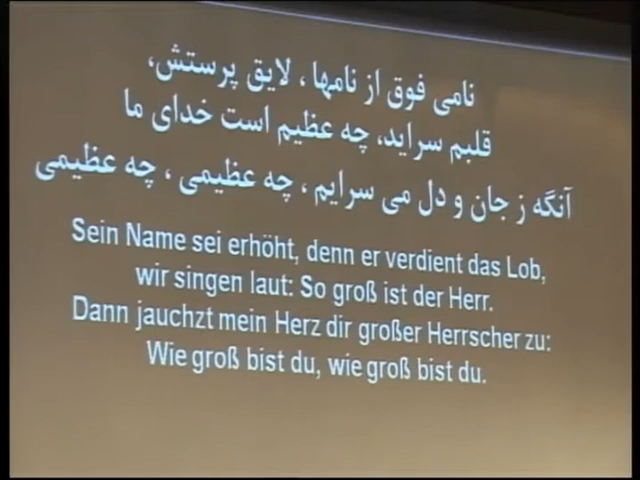 نامی فوق از نامها ، لایق پرستش،
قلبم سراید، چه عظیم است خدای ما
آنگه ز جان و دل می سرایم ، چه عظیمی ، چه عظیمی
Sein Name sei erhöht, denn er verdient das Lob,
wir singen laut: So groß ist der Herr.
Dann jauchzt mein Herz dir großer Herrscher zu:
Wie groß bist du, wie groß bist du.